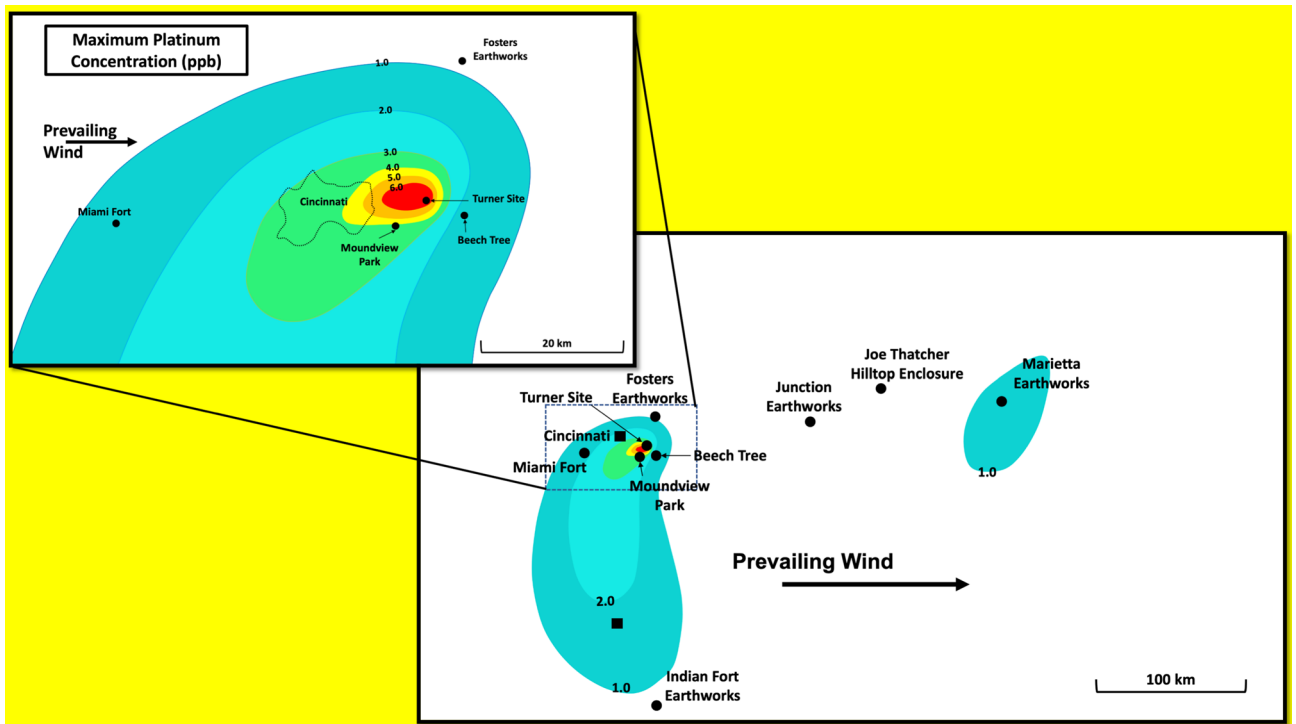 Maximum Platinum
Concentration (ppb)
Fosters
Earthworks
1.0
2.0
Prevailing
Wind
3.0
4.0
5.0
6.0
Cincinnati
Turner Site
Miami Fort
Beech Tree
Moundview
Park
20 km
Joe Thatcher
Hilltop Enclosure
Marietta
Earthworks
Fosters
Earthworks
Junction
Earthworks
Turner Site
Cincinnati
Beech Tree
Miami Fort
1.0
Moundview
Park
Prevailing Wind
2.0
Indian Fort
Earthworks
1.0
100 km